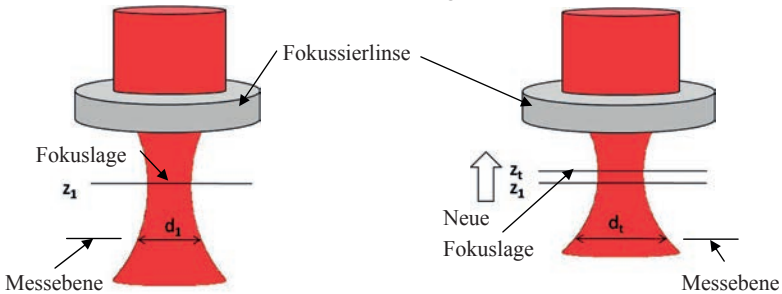 Fokussierlinse
Fokuslage
z₁
d₁
Messebene
zₜ
z₁
Neue
Fokuslage
dₜ
Messebene